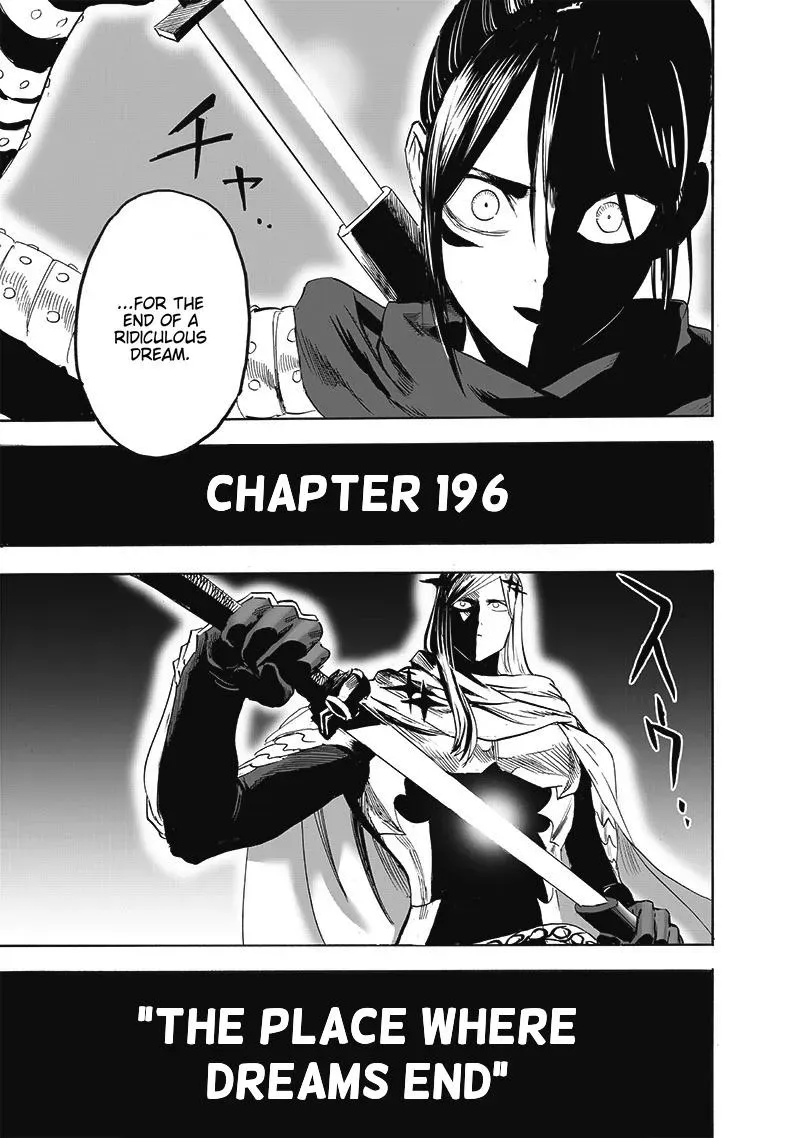 チャ‥
...FOR THE
END OF A
RIDICULOUS
DREAM.
CHAPTER 196
スゥ‥
"THE PLACE WHERE
DREAMS END"